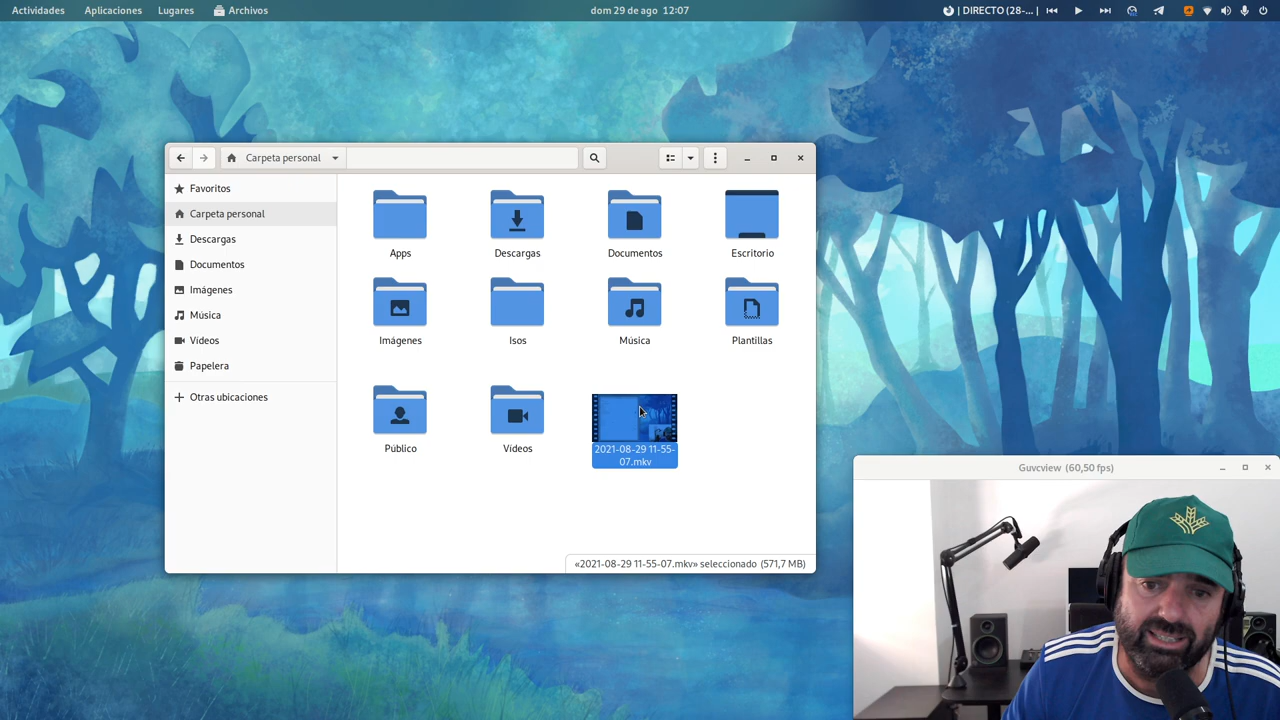 Actividades
Aplicaciones
Lugares
Archivos
dom 29 de ago 12:07
| DIRECTO (28-... |
Carpeta personal
Favoritos
Carpeta personal
Descargas
Documentos
Imágenes
Música
Vídeos
Papelera
Otras ubicaciones
Apps
Descargas
Documentos
Escritorio
Imágenes
Isos
Música
Plantillas
Público
Vídeos
2021-08-29 11-55-
07.mkv
«2021-08-29 11-55-07.mkv» seleccionado (571,7 MB)
Guvcview (60,50 fps)